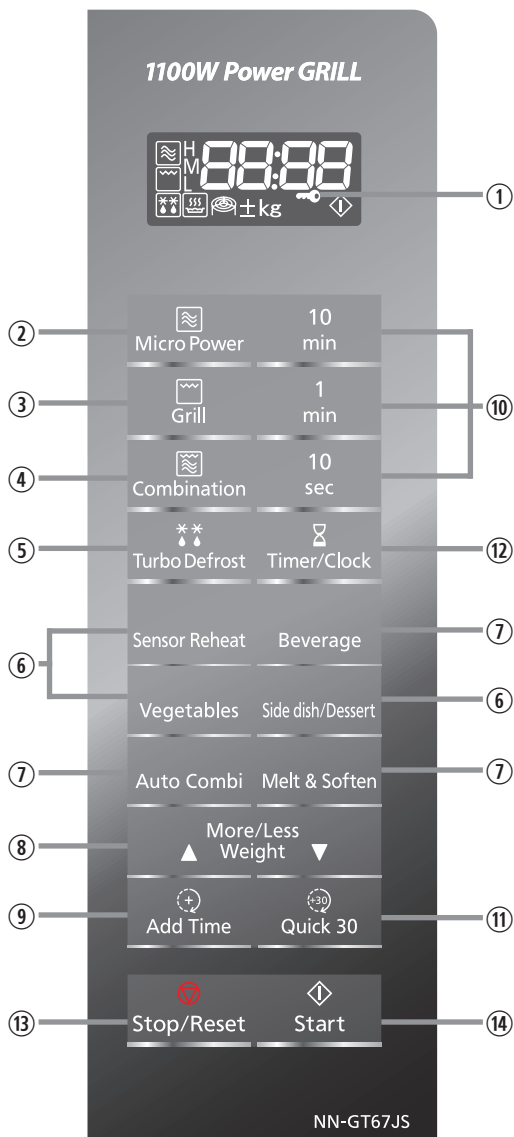 1100W Power GRILL
H
M
L
88:88
± kg
①
②
Micro Power
10
min
③
Grill
1
min
⑩
④
Combination
10
sec
⑤
Turbo Defrost
Timer/Clock
⑫
⑥
Sensor Reheat
Beverage
⑦
Vegetables
Side dish/Dessert
⑥
⑦
Auto Combi
Melt & Soften
⑦
⑧
More/Less
▲ Weight ▼
⑨
+
Add Time
+30
Quick 30
⑪
⑬
Stop/Reset
Start
⑭
NN-GT67JS